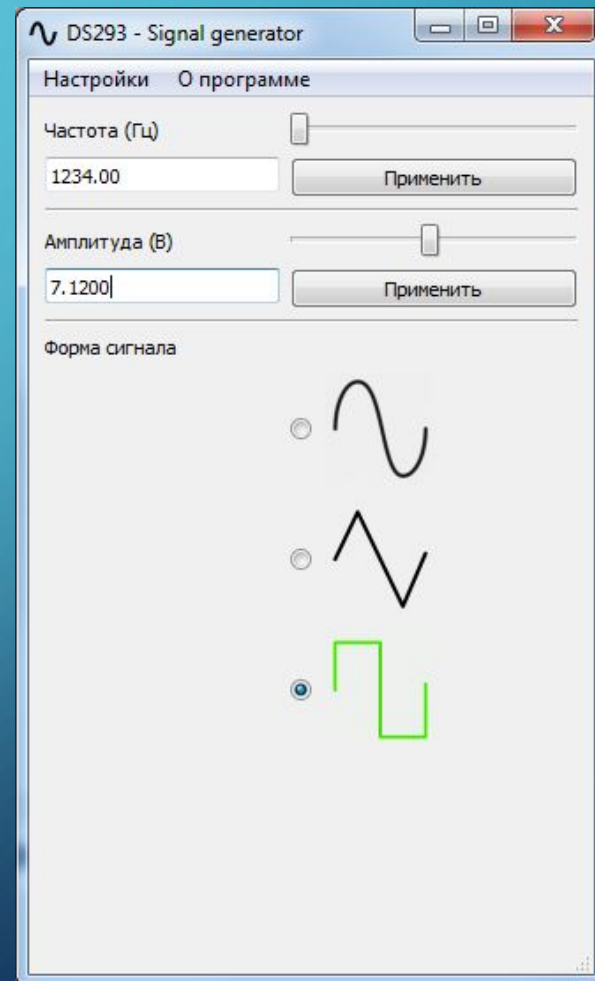 DS293 - Signal generator
Настройки О программе
Частота (Гц)
1234.00 Применить
Амплитуда (В)
7.1200 Применить
Форма сигнала